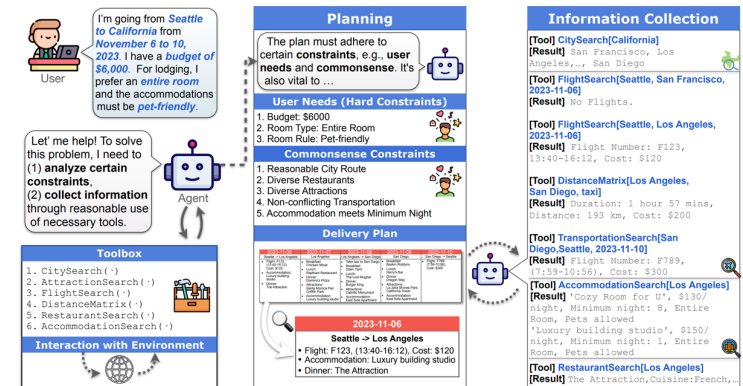 I'm going from Seattle
to California from
November 6 to 10,
2023. I have a budget of
$6,000. For lodging, I
prefer an entire room
and the accommodations
must be pet-friendly.
User
Let' me help! To solve
this problem, I need to
(1) analyze certain
constraints,
(2) collect information
through reasonable use
of necessary tools.
Agent
Toolbox
1. CitySearch(·)
2. AttractionSearch(·)
3. FlightSearch(·)
4. DistanceMatrix(·)
5. RestaurantSearch(·)
6. AccommodationSearch(·)
Interaction with Environment
Planning
The plan must adhere to
certain constraints, e.g., user
needs and commonsense. It's
also vital to …
User Needs (Hard Constraints)
1. Budget: $6000
2. Room Type: Entire Room
3. Room Rule: Pet-friendly
Commonsense Constraints
1. Reasonable City Route
2. Diverse Restaurants
3. Diverse Attractions
4. Non-conflicting Transportation
5. Accommodation meets Minimum Night
Delivery Plan
2023-11-06
Seattle -> Los Angeles
• Flight: F123, (13:40-16:12), Cost: $120
• Accommodation: Luxury building studio
• Dinner: The Attraction
Information Collection
[Tool] CitySearch[California]
[Result] San Francisco, Los
Angeles,…, San Diego
[Tool] FlightSearch[Seattle, San Francisco,
2023-11-06]
[Result] No Flights.
[Tool] FlightSearch[Seattle, Los Angeles,
2023-11-06]
[Result] Flight Number: F123,
13:40-16:12, Cost: $120
[Tool] DistanceMatrix[Los Angeles,
San Diego, taxi]
[Result] Duration: 1 hour 57 mins,
Distance: 193 km, Cost: $200
[Tool] TransportationSearch[San
Diego,Seattle, 2023-11-10]
[Result] Flight Number: F789,
(7:59-10:56), Cost: $300
[Tool] AccommodationSearch[Los Angeles]
[Result] 'Cozy Room for U', $130/
night, Minimum night: 8, Entire
Room, Pets allowed
'Luxury building studio', $150/
night, Minimum night: 1, Entire
Room, Pets allowed
[Tool] RestaurantSearch[Los Angeles]
[Result] The Attraction,Cuisine:French,…